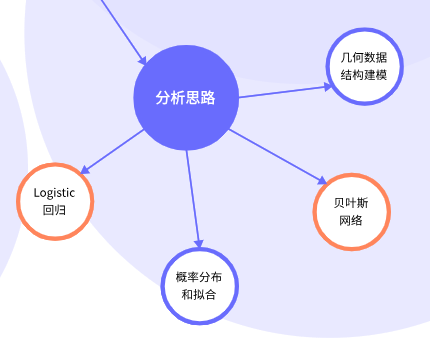 几何数据
结构建模
分析思路
Logistic
回归
贝叶斯
网络
概率分布
和拟合